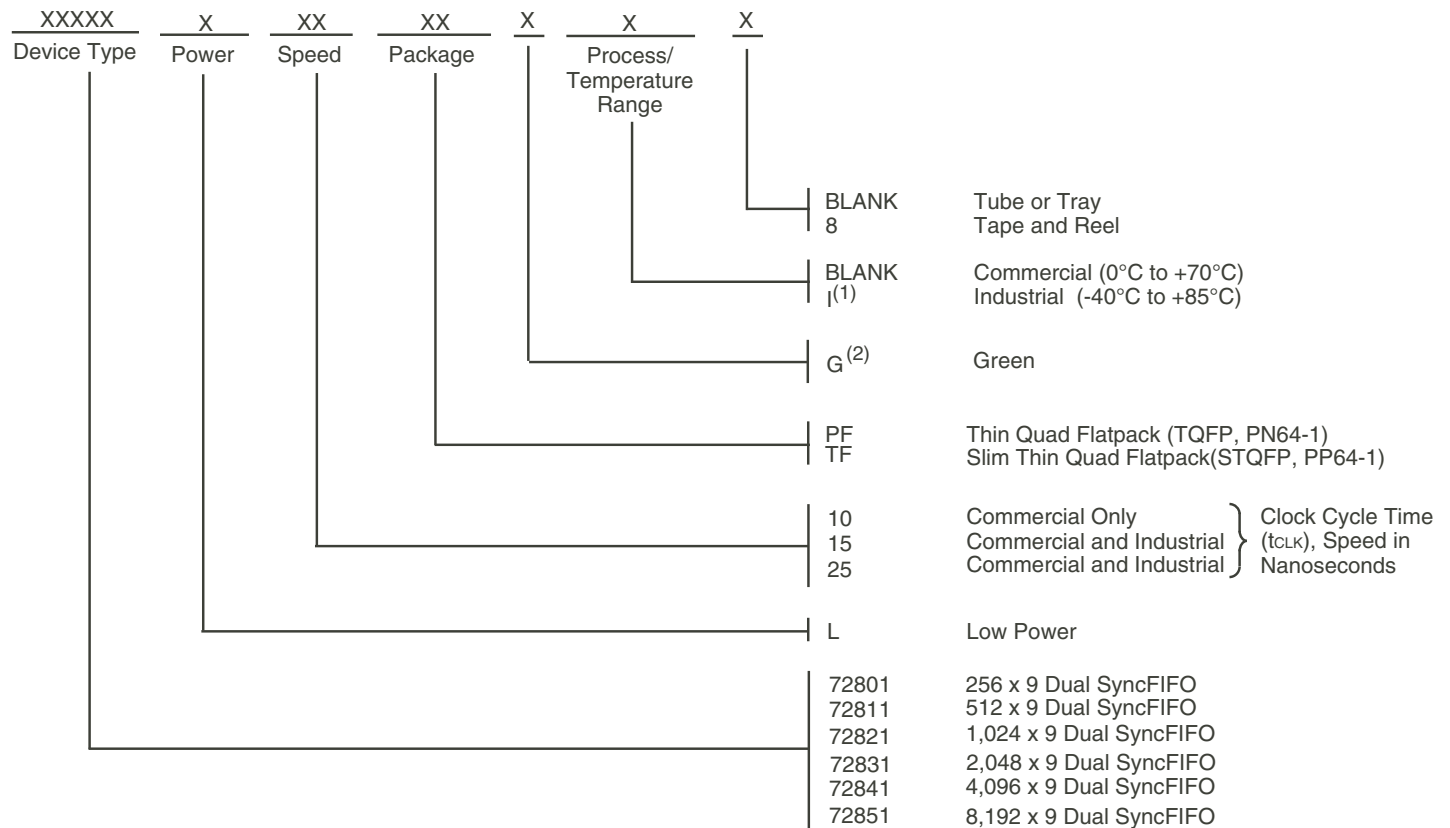 XXXXX X XX XX X X X
Device Type Power Speed Package Process/
Temperature
Range
BLANK Tube or Tray
8 Tape and Reel
BLANK Commercial (0°C to +70°C)
I(1) Industrial (-40°C to +85°C)
G(2) Green
PF Thin Quad Flatpack (TQFP, PN64-1)
TF Slim Thin Quad Flatpack(STQFP, PP64-1)
10 Commercial Only Clock Cycle Time
15 Commercial and Industrial (tCLK), Speed in
25 Commercial and Industrial Nanoseconds
L Low Power
72801 256 x 9 Dual SyncFIFO
72811 512 x 9 Dual SyncFIFO
72821 1,024 x 9 Dual SyncFIFO
72831 2,048 x 9 Dual SyncFIFO
72841 4,096 x 9 Dual SyncFIFO
72851 8,192 x 9 Dual SyncFIFO